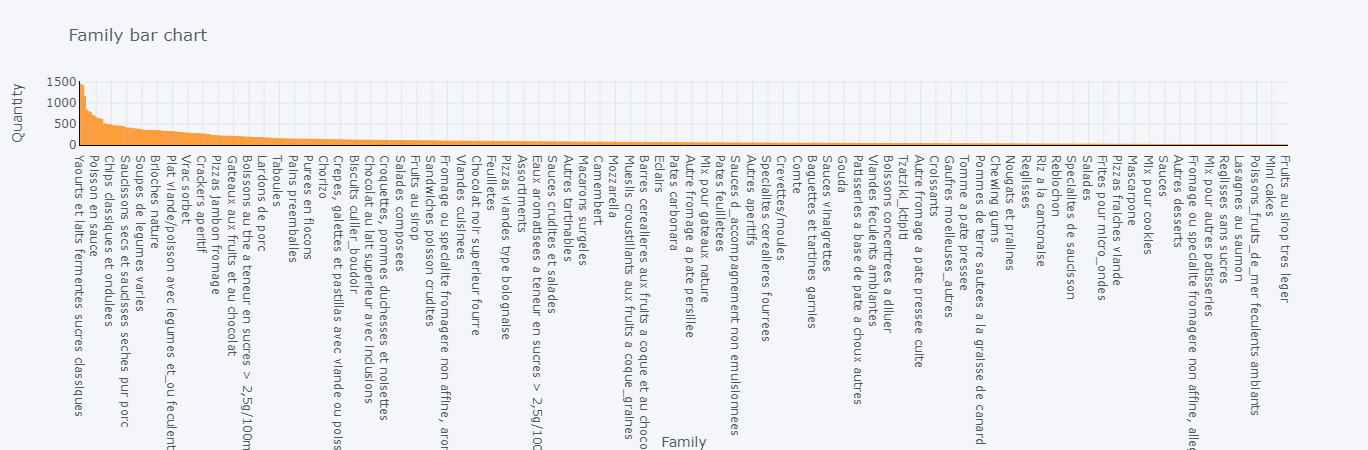 Family bar chart
Quantity
1500
1000
500
0
Yaourts et laits fermentes sucres classiques
Poisson en sauce
Chips classiques et ondulees
Saucissons secs et saucisses seches pur porc
Soupes de legumes varies
Brioches nature
Plat viande/poisson avec legumes et_ou feculent
Vrac sorbet
Crackers aperitif
Pizzas jambon fromage
Gateaux aux fruits et au chocolat
Boissons au the a teneur en sucres > 2,5g/100m
Lardons de porc
Taboules
Pains preemballes
Purees en flocons
Chorizo
Crepes, galettes et pastillas avec viande ou poiss
Biscuits cuiller_boudoir
Chocolat au lait superieur avec inclusions
Croquettes, pommes duchesses et noisettes
Salades composees
Fruits au sirop
Sandwiches poisson crudites
Fromage ou specialite fromagere non affine, aron
Viandes cuisinees
Chocolat noir superieur fourre
Feuilletes
Pizzas viandes type bolognaise
Assortiments
Eaux aromatisees a teneur en sucres > 2,5g/100
Sauces crudites et salades
Autres tartinables
Macarons surgeles
Camembert
Mozzarella
Mueslis croustillants aux fruits a coque_graines
Barres cerealieres aux fruits a coque et au choco
Eclairs
Pates carbonara
Autre fromage a pate persillee
Mix pour gateaux nature
Pates feuilletees
Sauces d_accompagnement non emulsionnees
Autres aperitifs
Specialites cerealieres fourrees
Crevettes/moules
Comte
Baguettes et tartines garnies
Sauces vinaigrettes
Gouda
Patisseries a base de pate a choux autres
Viandes feculents ambiantes
Boissons concentrees a diluer
Tzatziki_ktipiti
Autre fromage a pate pressee cuite
Croissants
Gaufres moelleuses_autres
Tomme a pate pressee
Pommes de terre sautees a la graisse de canard
Chewing gums
Nougats et pralines
Reglisses
Riz a la cantonaise
Reblochon
Specialites de saucisson
Salades
Frites pour micro_ondes
Pizzas fraiches viande
Mascarpone
Mix pour cookies
Sauces
Autres desserts
Fromage ou specialite fromagere non affine, alleg
Mix pour autres patisseries
Reglisses sans sucres
Lasagnes au saumon
Poissons_fruits_de_mer feculents ambiants
Mini cakes
Fruits au sirop tres leger
Family